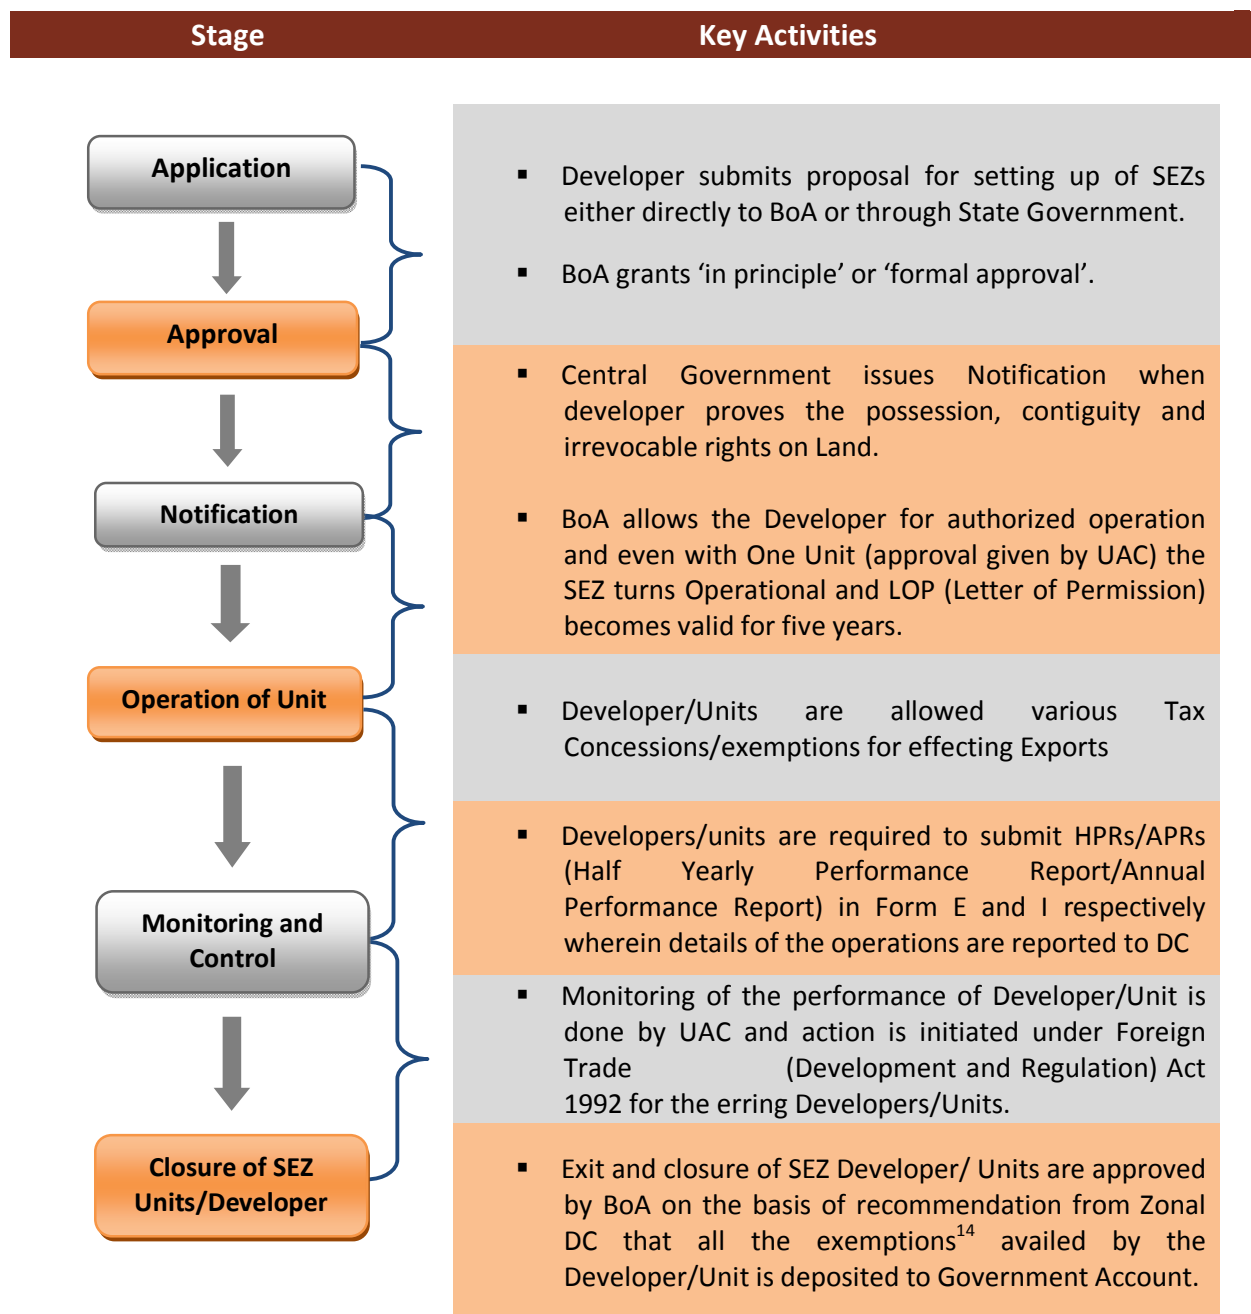 Stage Key Activities
Application
▪ Developer submits proposal for setting up of SEZs
either directly to BoA or through State Government.
▪ BoA grants ‘in principle’ or ‘formal approval’.
Approval
▪ Central Government issues Notification when
developer proves the possession, contiguity and
irrevocable rights on Land.
Notification
▪ BoA allows the Developer for authorized operation
and even with One Unit (approval given by UAC) the
SEZ turns Operational and LOP (Letter of Permission)
becomes valid for five years.
Operation of Unit
▪ Developer/Units are allowed various Tax
Concessions/exemptions for effecting Exports
▪ Developers/units are required to submit HPRs/APRs
(Half Yearly Performance Report/Annual
Performance Report) in Form E and I respectively
wherein details of the operations are reported to DC
Monitoring and
Control
▪ Monitoring of the performance of Developer/Unit is
done by UAC and action is initiated under Foreign
Trade (Development and Regulation) Act
1992 for the erring Developers/Units.
Closure of SEZ
Units/Developer
▪ Exit and closure of SEZ Developer/ Units are approved
by BoA on the basis of recommendation from Zonal
DC that all the exemptions14 availed by the
Developer/Unit is deposited to Government Account.